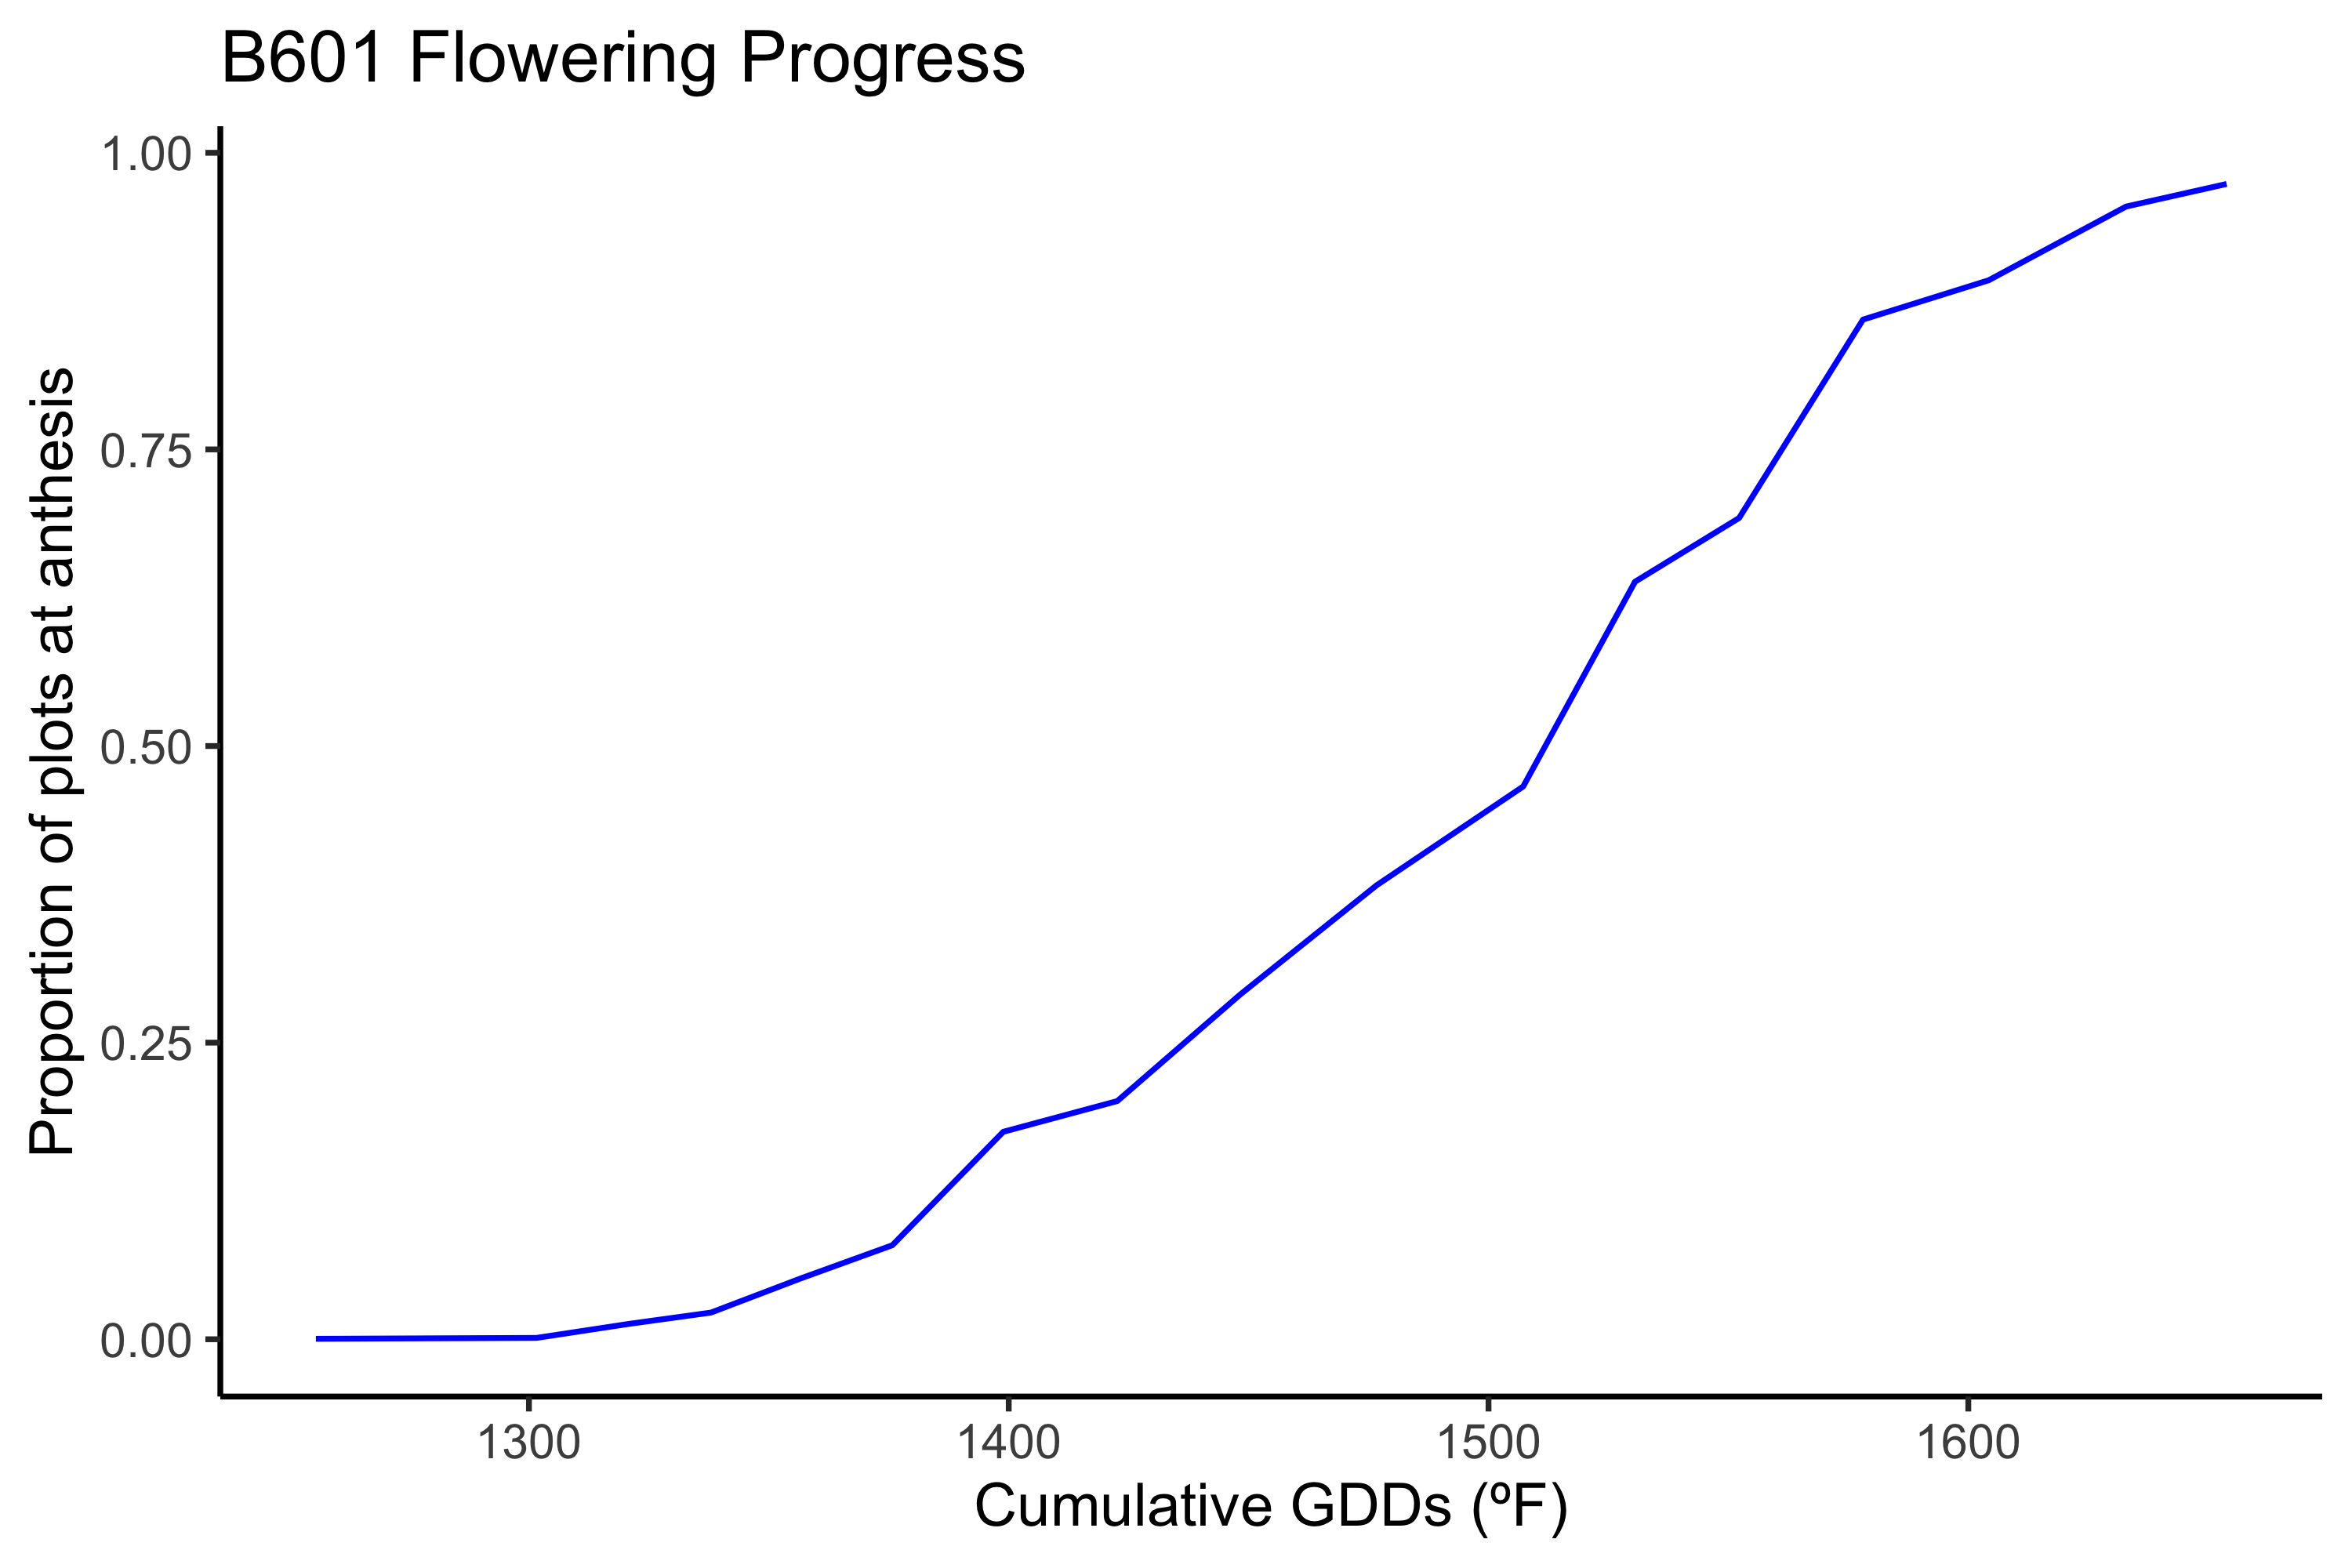 B601 Flowering Progress
Proportion of plots at anthesis
1.00
0.75
0.50
0.25
0.00
1300 1400 1500 1600
Cumulative GDDs (ºF)